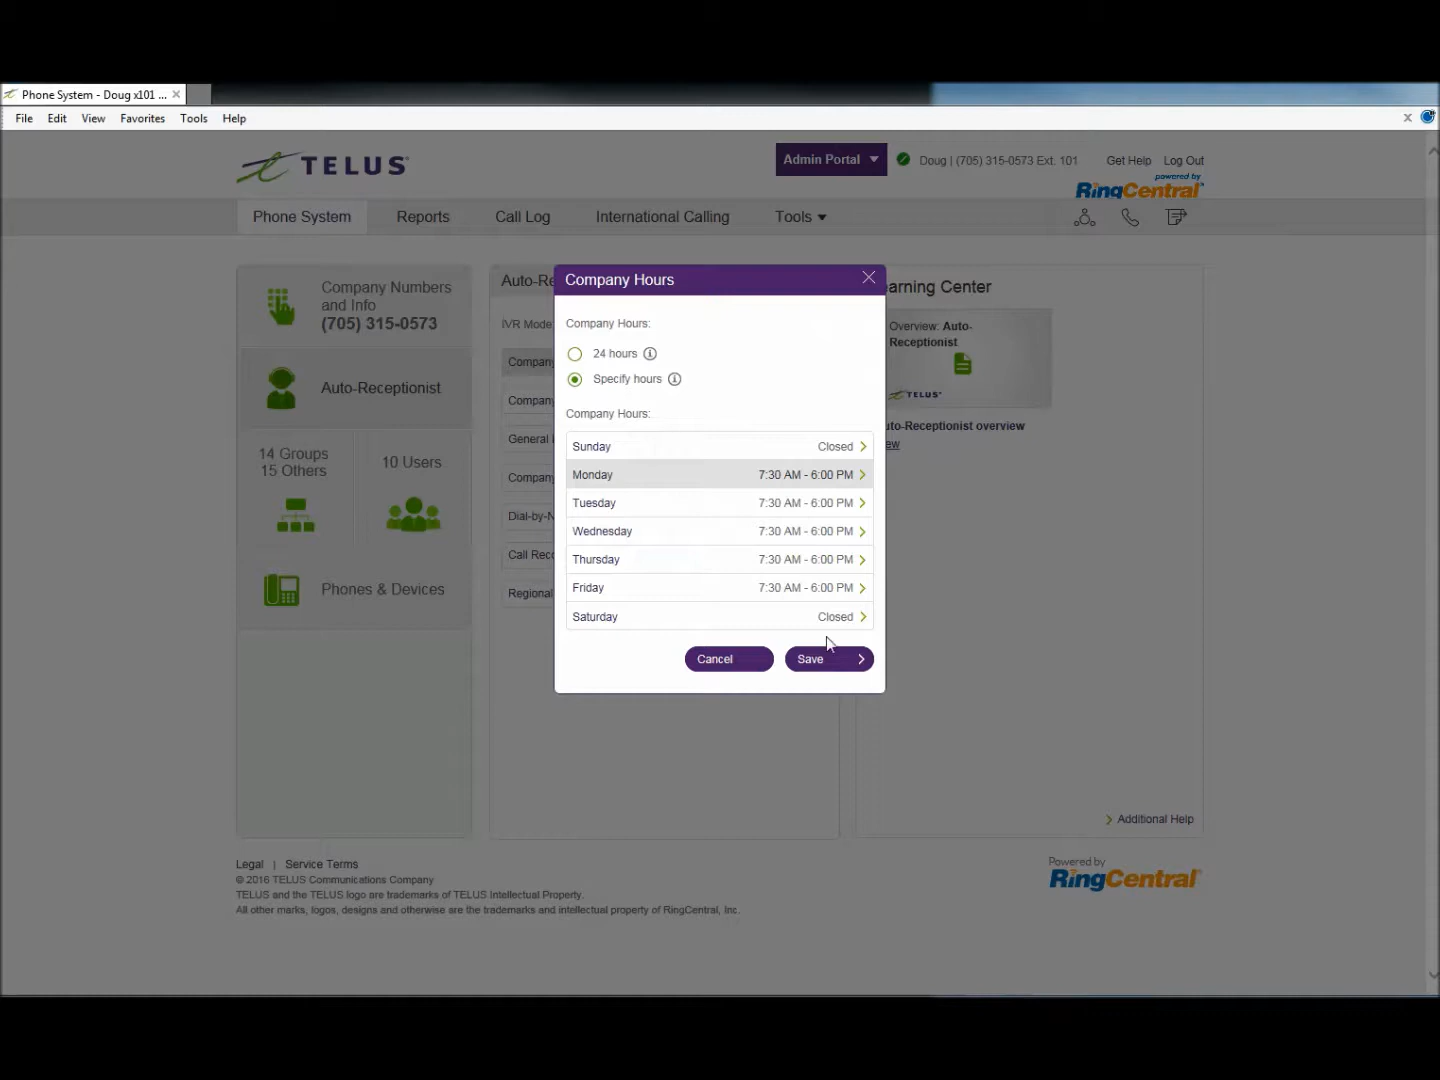 Phone System - Doug x101 ...
File Edit View Favorites Tools Help
TELUS
Admin Portal
Doug | (705) 315-0573 Ext. 101
Get Help
Log Out
powered by
RingCentral
Phone System
Reports
Call Log
International Calling
Tools
Company Numbers
and Info
(705) 315-0573
Auto-Receptionist
14 Groups
15 Others
10 Users
Phones & Devices
Auto-Re
IVR Mode
Company
Company
General
Company
Dial-by-N
Call Reco
Regional
Company Hours
Company Hours:
24 hours
Specify hours
Company Hours:
Sunday Closed
Monday 7:30 AM - 6:00 PM
Tuesday 7:30 AM - 6:00 PM
Wednesday 7:30 AM - 6:00 PM
Thursday 7:30 AM - 6:00 PM
Friday 7:30 AM - 6:00 PM
Saturday Closed
Cancel
Save
arning Center
Overview: Auto-
Receptionist
TELUS
uto-Receptionist overview
ew
Additional Help
Legal | Service Terms
© 2016 TELUS Communications Company
TELUS and the TELUS logo are trademarks of TELUS Intellectual Property.
All other marks, logos, designs and otherwise are the trademarks and intellectual property of RingCentral, Inc.
Powered by
RingCentral